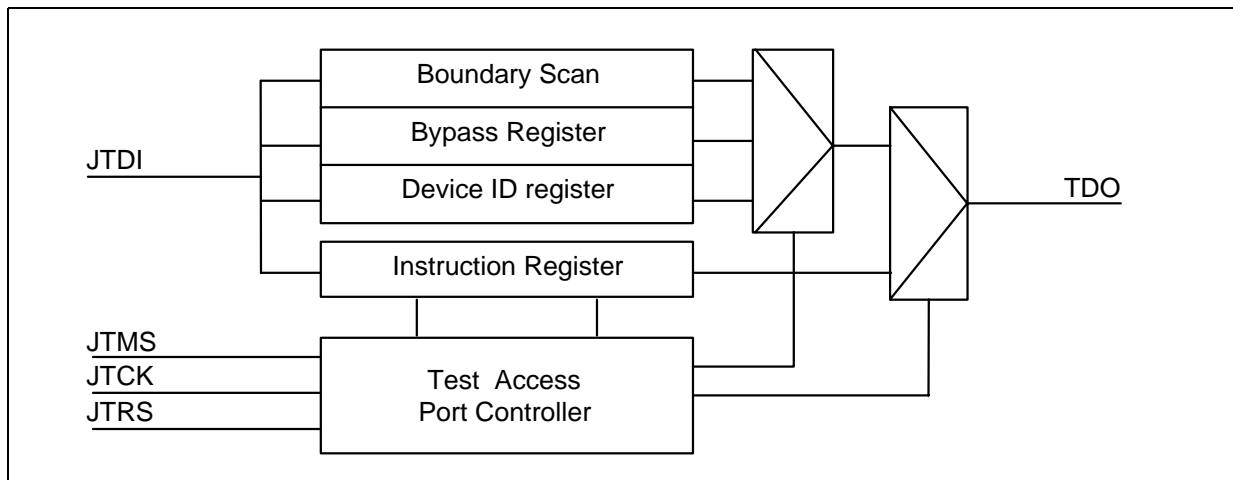 Boundary Scan
Bypass Register
JTDI
Device ID register
TDO
Instruction Register
JTMS
JTCK
JTRS
Test Access
Port Controller